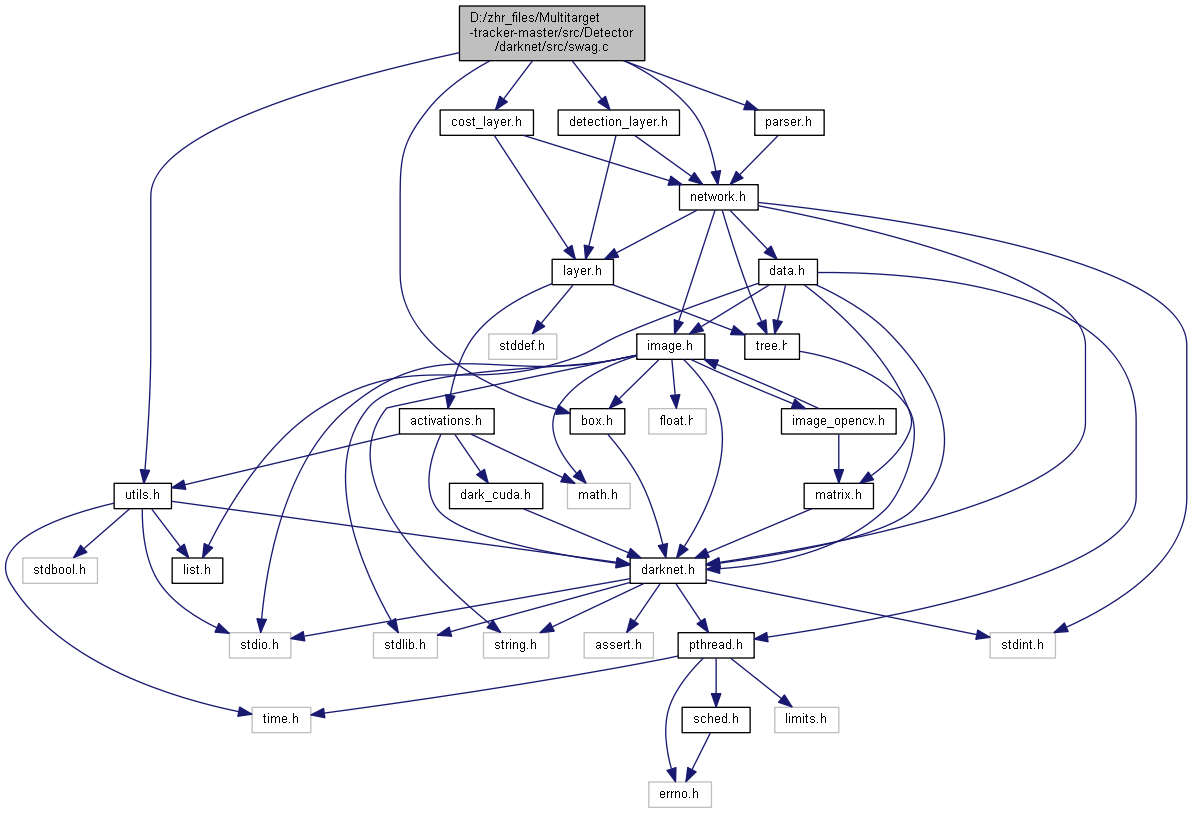 D:/zhr_files/Multitarget
-tracker-master/src/Detector
/darknet/src/swag.c
cost_layer.h
detection_layer.h
parser.h
network.h
layer.h
data.h
stddef.h
image.h
tree.h
activations.h
box.h
float.h
image_opencv.h
utils.h
dark_cuda.h
math.h
matrix.h
stdbool.h
list.h
darknet.h
stdio.h
stdlib.h
string.h
assert.h
pthread.h
stdint.h
time.h
sched.h
limits.h
errno.h